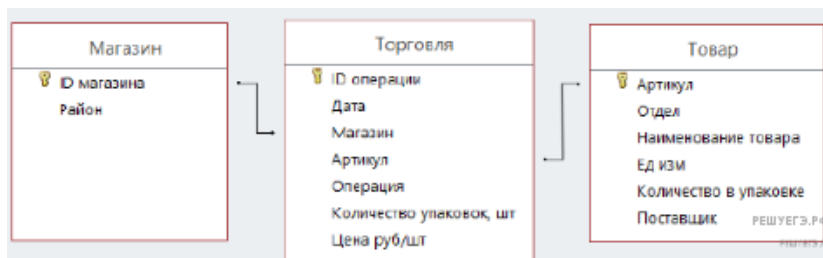 Магазин
ID магазина
Район
Торговля
ID операции
Дата
Магазин
Артикул
Операция
Количество упаковок, шт
Цена руб/шт
Товар
Артикул
Отдел
Наименование товара
Ед изм
Количество в упаковке
Поставщик
РЕШУЕГЭ.РФ